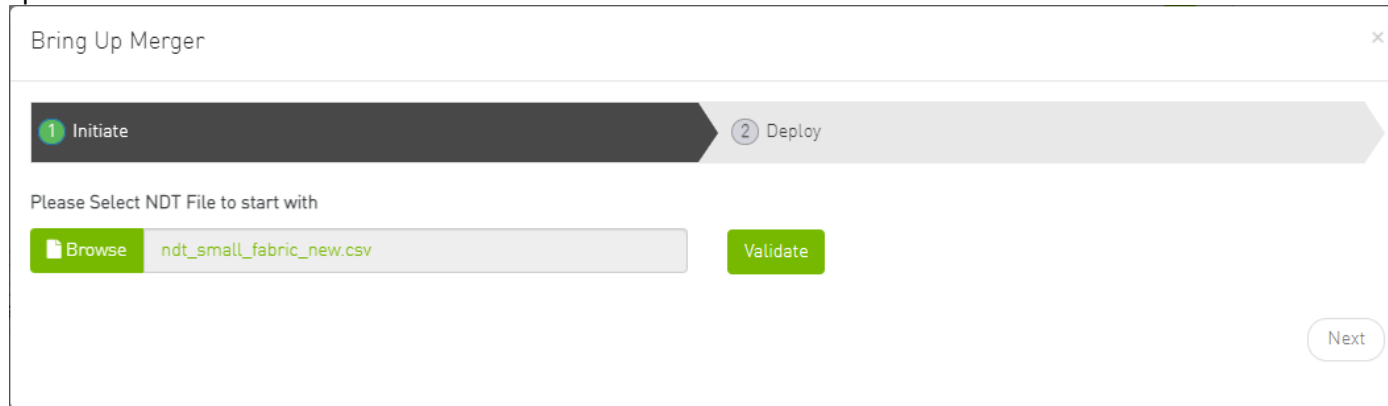 Bring Up Merger
×
1 Initiate
2 Deploy
Please Select NDT File to start with
Browse ndt_small_fabric_new.csv Validate
Next